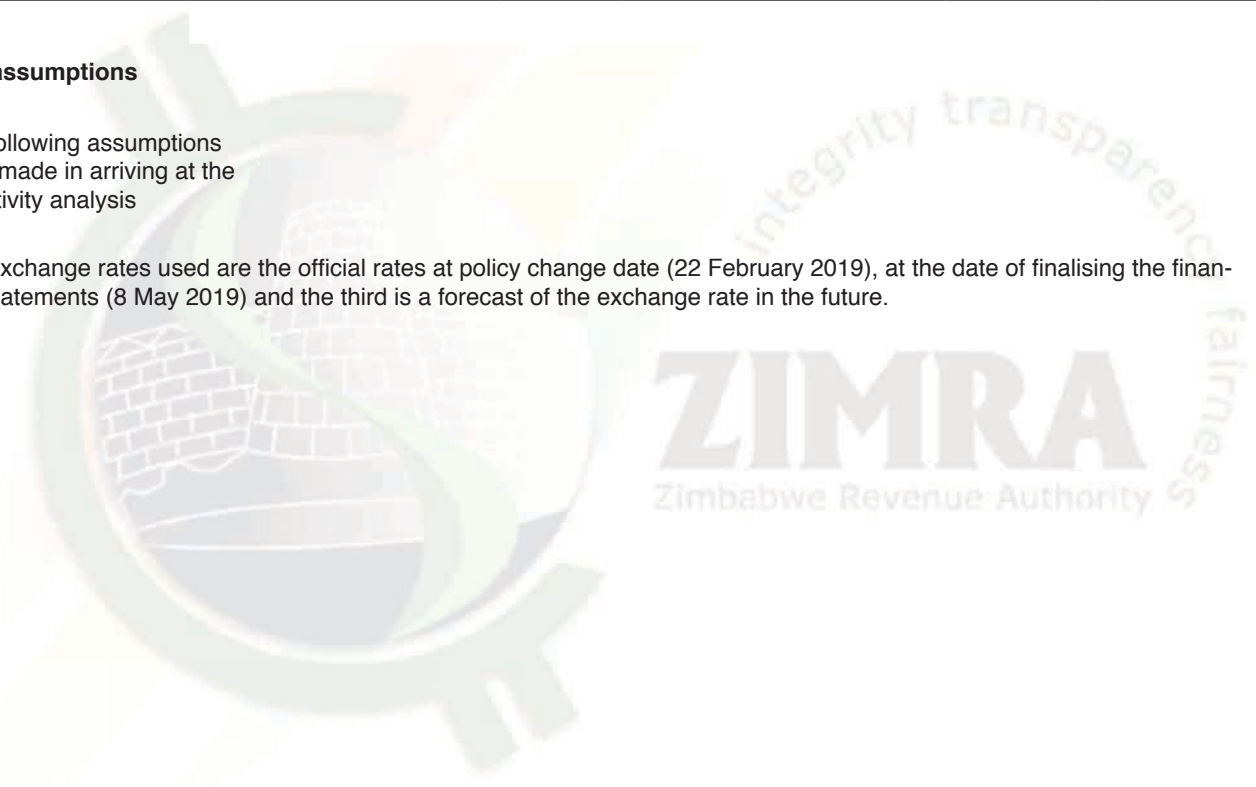 assumptions
ollowing assumptions
made in arriving at the
tivity analysis
xchange rates used are the official rates at policy change date (22 February 2019), at the date of finalising the finan-
atements (8 May 2019) and the third is a forecast of the exchange rate in the future.
integrity transparency fairness
ZIMRA
Zimbabwe Revenue Authority